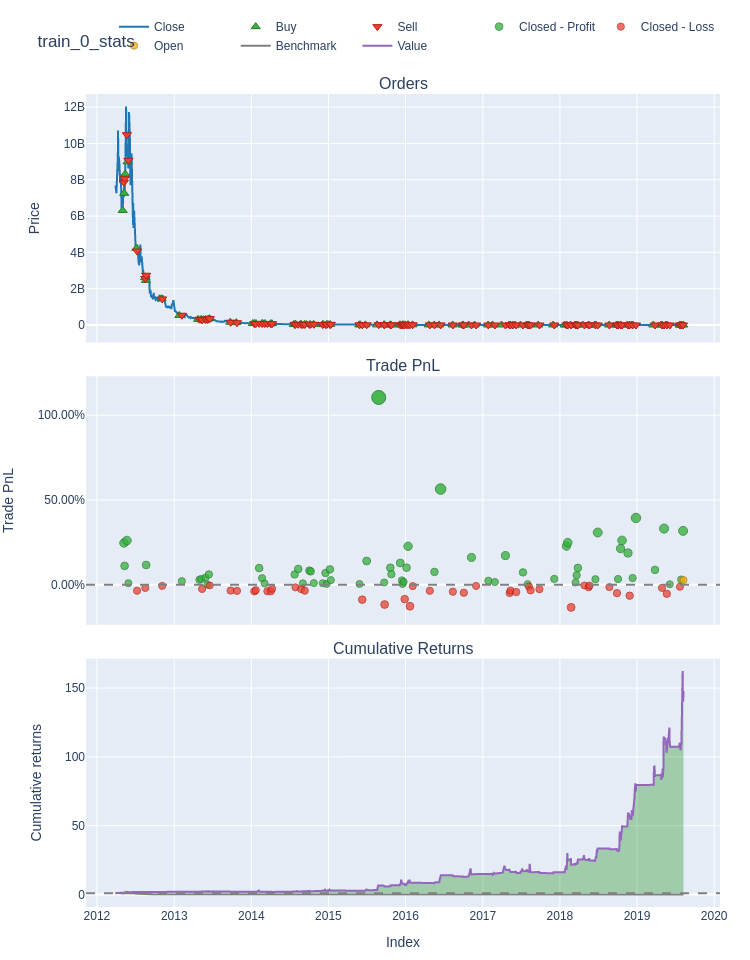 train_0_stats
Close Buy Sell Closed - Profit Closed - Loss
Open Benchmark Value
Orders
12B
10B
8B
6B
4B
2B
0
Price
Trade PnL
100.00%
50.00%
0.00%
Trade PnL
Cumulative Returns
150
100
50
0
Cumulative returns
2012 2013 2014 2015 2016 2017 2018 2019 2020
Index